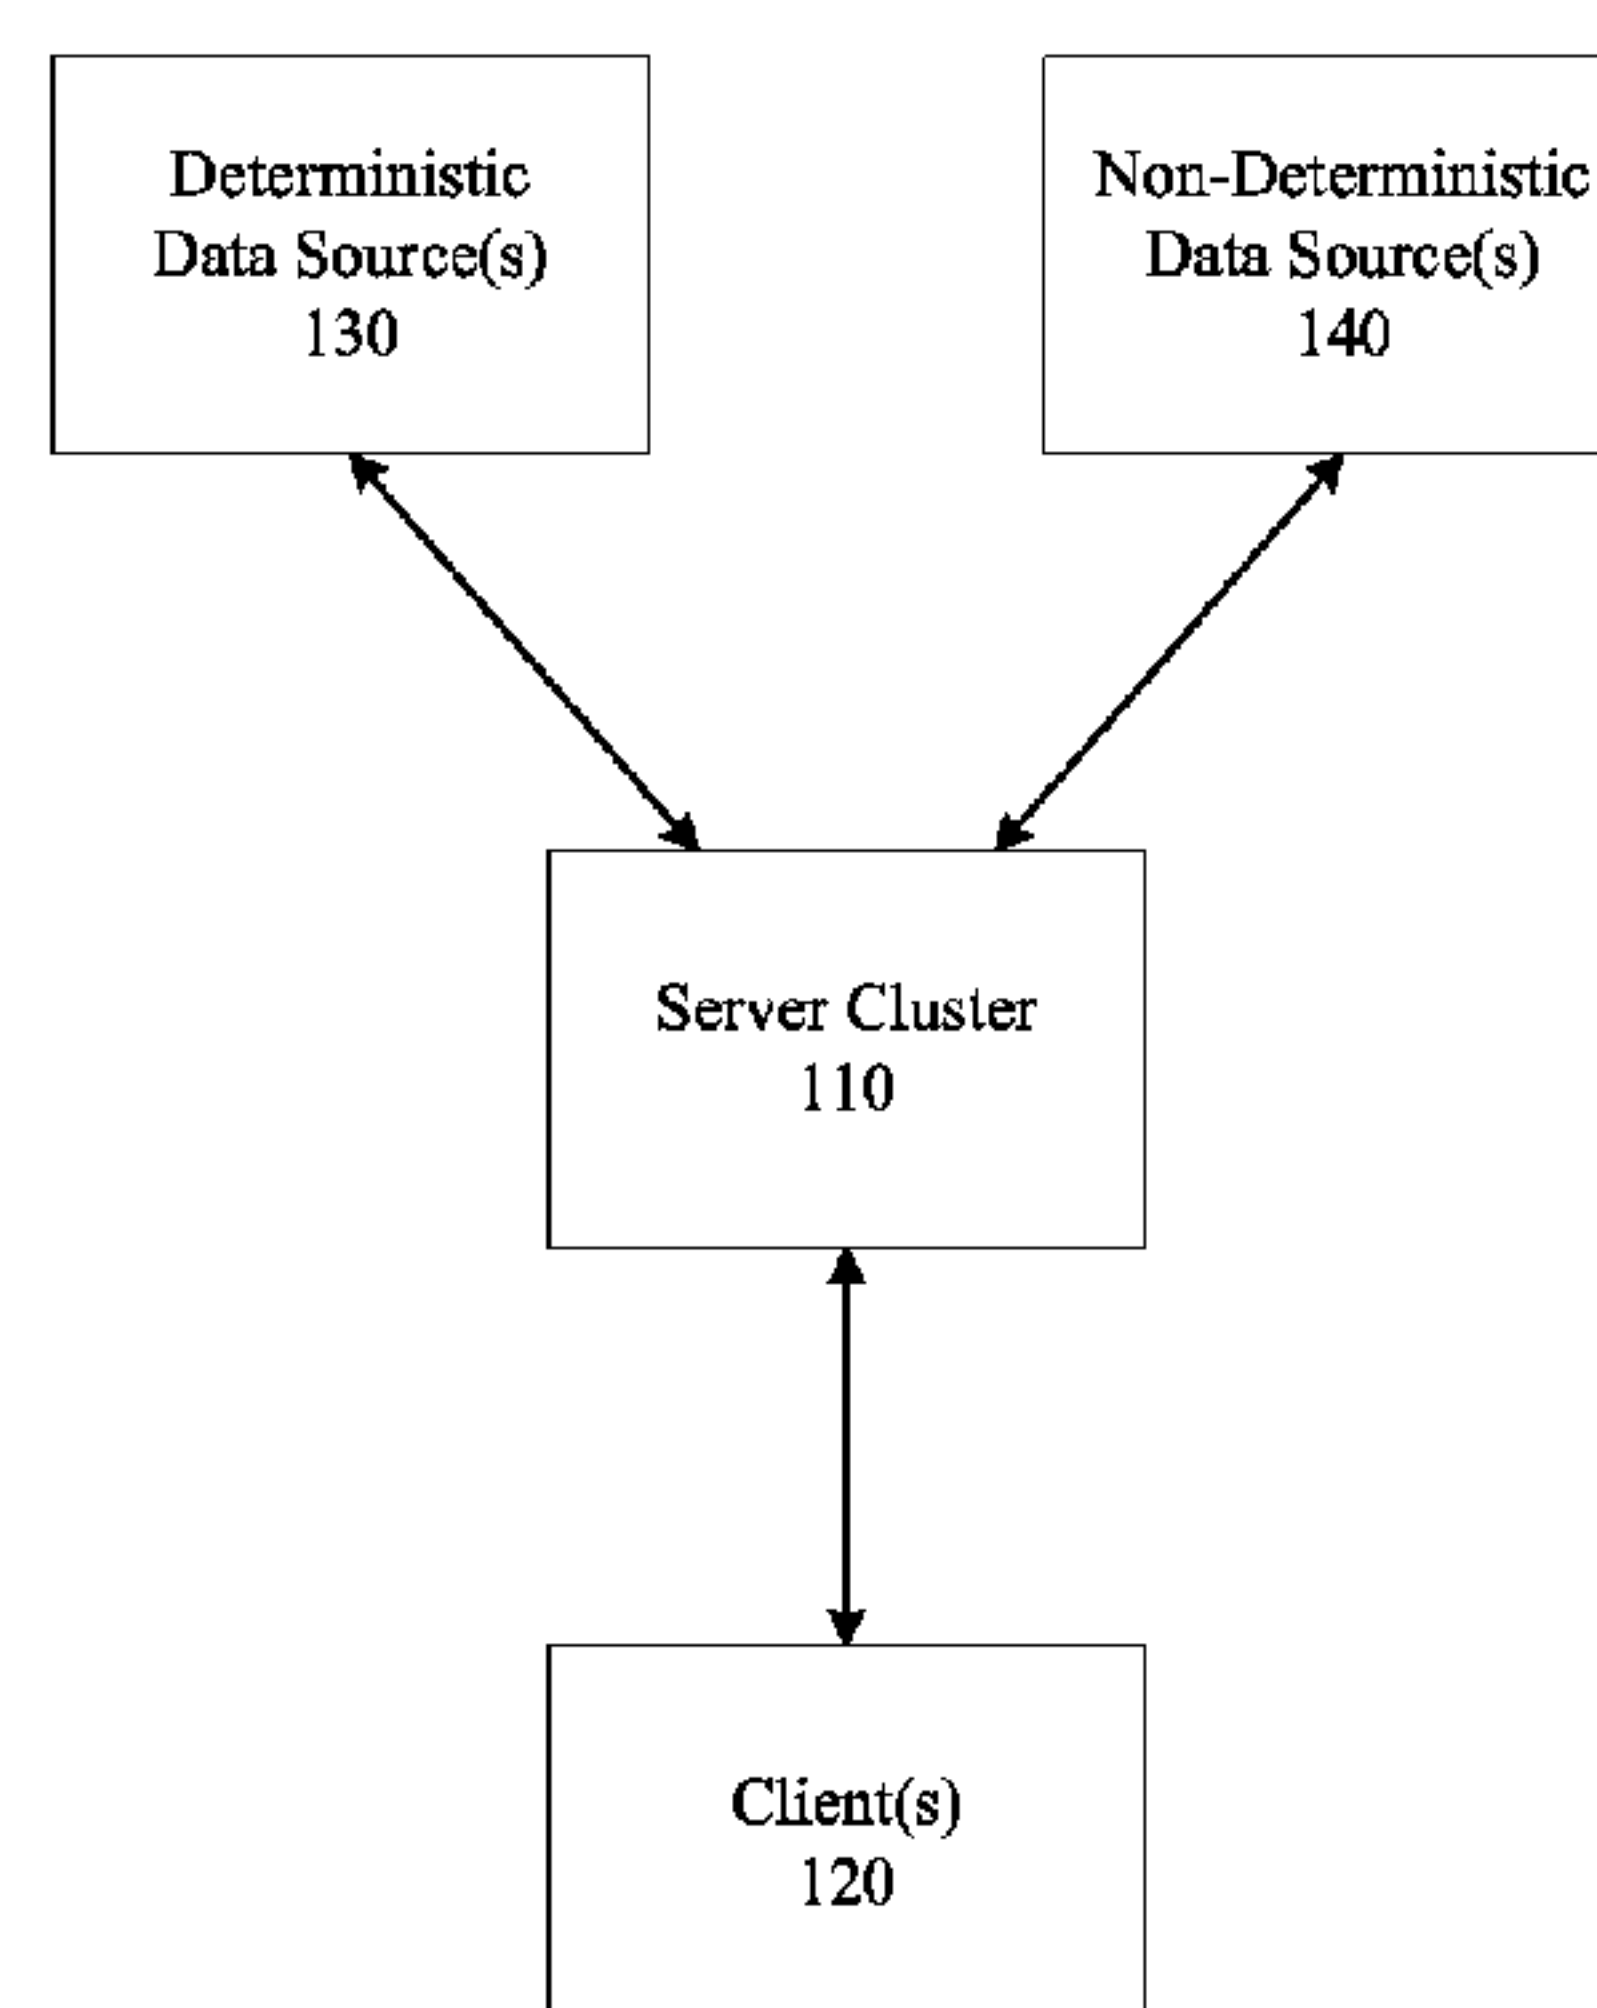 Deterministic
Data Source(s)
130
Non-Deterministic
Data Source(s)
140
Server Cluster
110
Client(s)
120